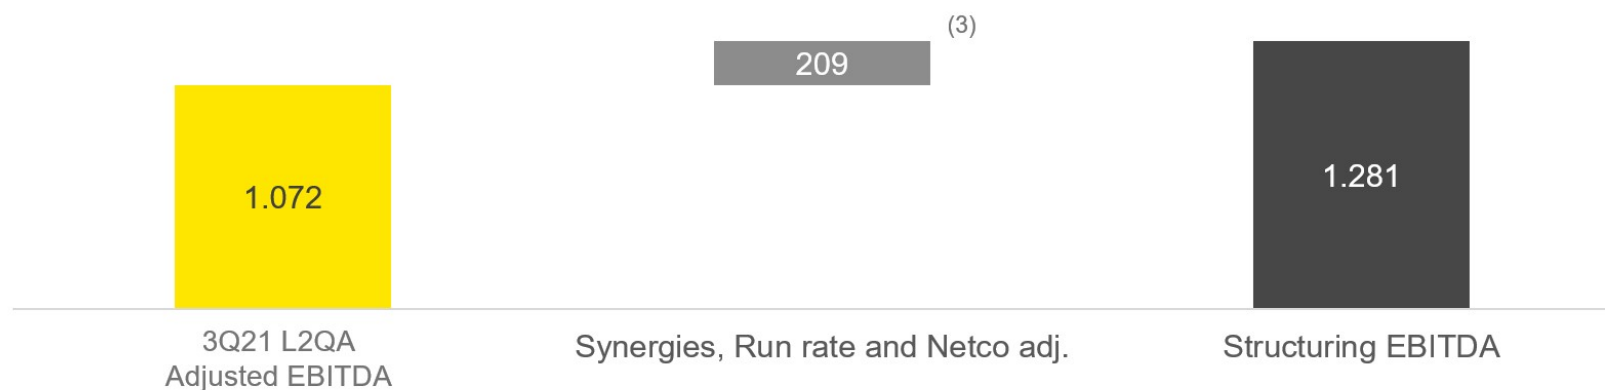 (3)
209
1.072
1.281
3Q21 L2QA
Adjusted EBITDA
Synergies, Run rate and Netco adj.
Structuring EBITDA